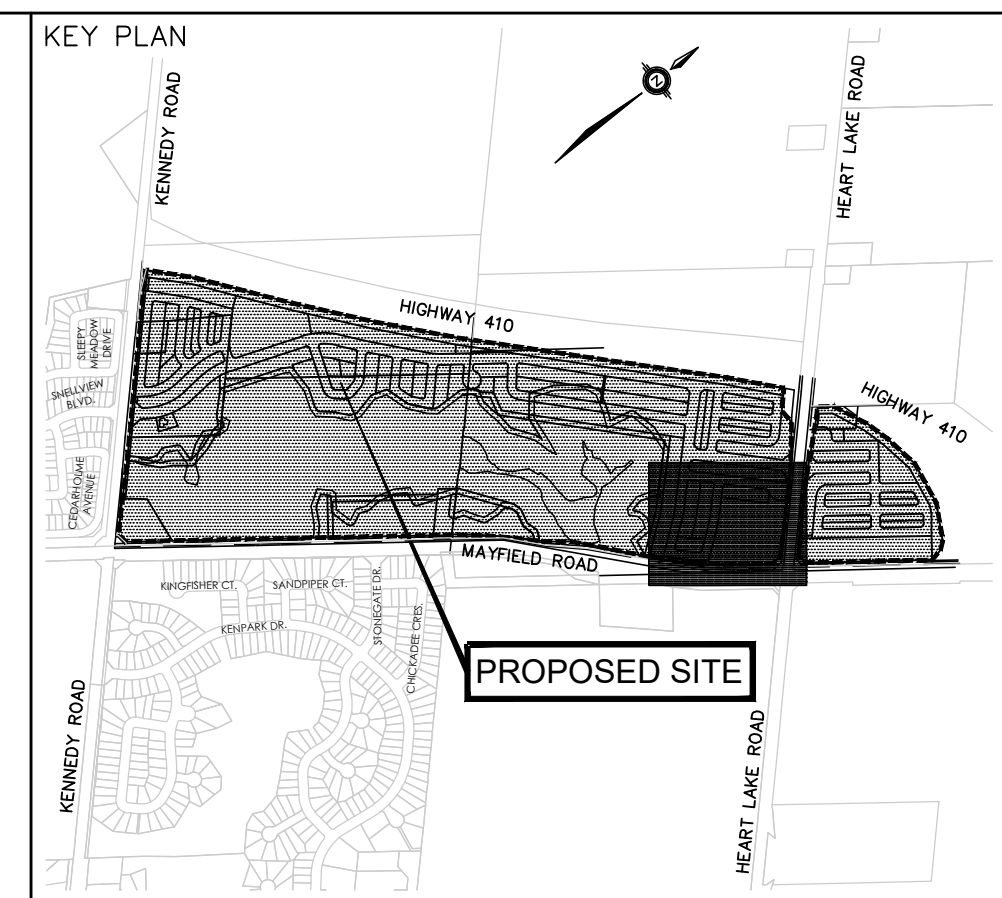 KEY PLAN
KENNEDY ROAD
N
HEART LAKE ROAD
HIGHWAY 410
HIGHWAY 410
SLEEPY
MEADOW
DRIVE
SNELLVIEW
BLVD.
CEDARHOLME
AVENUE
MAYFIELD ROAD
KINGFISHER CT.
SANDPIPER CT.
STONEGATE DR.
KENPARK DR.
CHICKADEE CRES.
PROPOSED SITE
KENNEDY ROAD
HEART LAKE ROAD